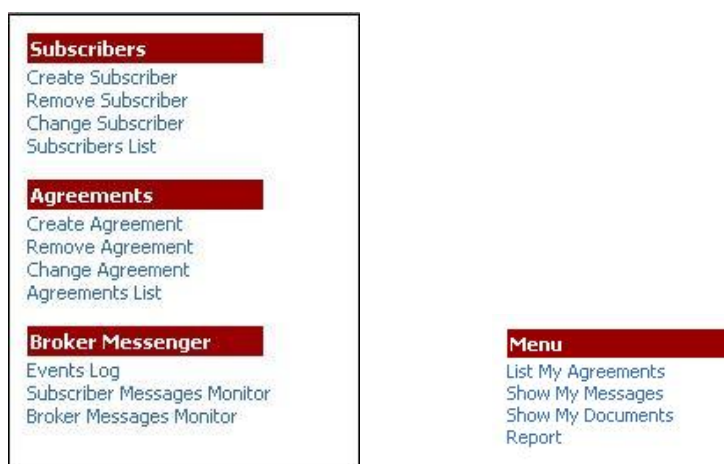 Subscribers
Create Subscriber
Remove Subscriber
Change Subscriber
Subscribers List
Agreements
Create Agreement
Remove Agreement
Change Agreement
Agreements List
Broker Messenger
Events Log
Subscriber Messages Monitor
Broker Messages Monitor
Menu
List My Agreements
Show My Messages
Show My Documents
Report